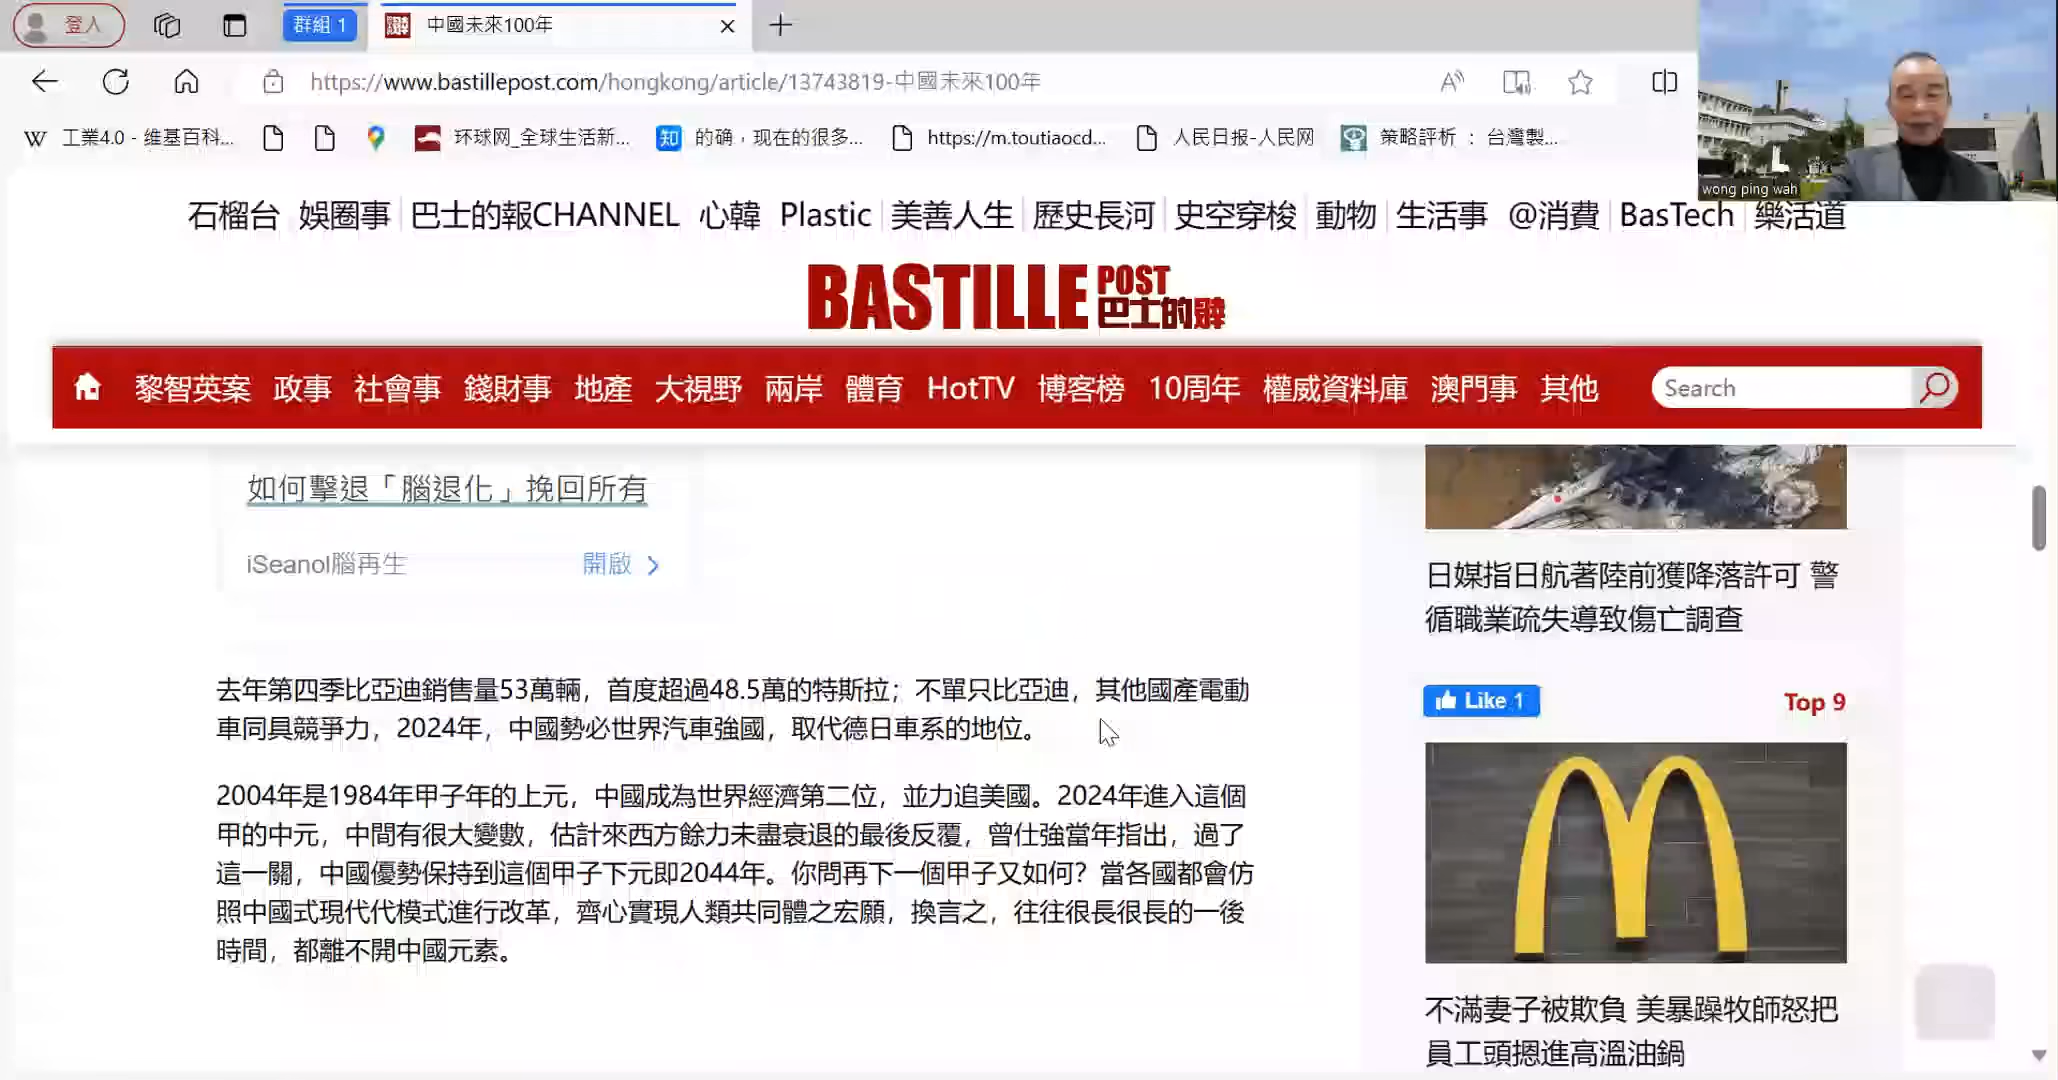 登入
群組 1
中國未來100年
https://www.bastillepost.com/hongkong/article/13743819-中國未來100年
W 工業4.0 - 维基百科...
环球网_全球生活新...
知 的确，现在的很多...
https://m.toutiaocd...
人民日报-人民网
策略評析 ： 台灣製...
wong ping wah
石榴台 娛圈事 巴士的報CHANNEL 心韓 Plastic 美善人生 歷史長河 史空穿梭 動物 生活事 @消費 BasTech 樂活道
BASTILLE POST 巴士的報
黎智英案 政事 社會事 錢財事 地產 大視野 兩岸 體育 HotTV 博客榜 10周年 權威資料庫 澳門事 其他 Search
如何擊退「腦退化」挽回所有
iSeanol腦再生 開啟
去年第四季比亞迪銷售量53萬輛，首度超過48.5萬的特斯拉；不單只比亞迪，其他國產電動
車同具競爭力，2024年，中國勢必世界汽車強國，取代德日車系的地位。
2004年是1984年甲子年的上元，中國成為世界經濟第二位，並力追美國。2024年進入這個
甲的中元，中間有很大變數，估計來西方餘力未盡衰退的最後反覆，曾仕強當年指出，過了
這一關，中國優勢保持到這個甲子下元即2044年。你問再下一個甲子又如何？當各國都會仿
照中國式現代代模式進行改革，齊心實現人類共同體之宏願，換言之，往往很長很長的一後
時間，都離不開中國元素。
日媒指日航著陸前獲降落許可 警
循職業疏失導致傷亡調查
Like 1
Top 9
不滿妻子被欺負 美暴躁牧師怒把
員工頭摁進高溫油鍋